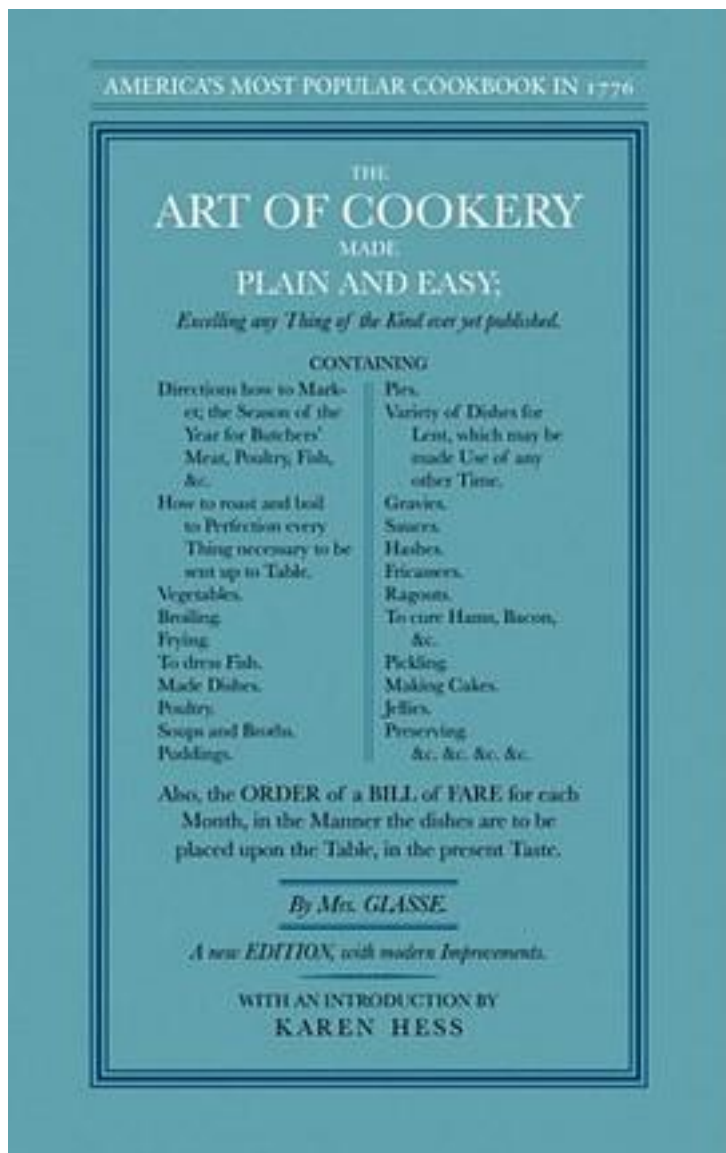 AMERICA'S MOST POPULAR COOKBOOK IN 1776
THE
ART OF COOKERY
MADE
PLAIN AND EASY;
Excelling any Thing of the Kind ever yet published.
CONTAINING
Directions how to Mark-
et; the Season of the
Year for Butchers'
Meat, Poultry, Fish,
&c.
How to roast and boil
to Perfection every
Thing necessary to be
sent up to Table.
Vegetables.
Broiling.
Frying.
To dress Fish.
Made Dishes.
Poultry.
Soups and Broths.
Puddings.
Pies.
Variety of Dishes for
Lent, which may be
made Use of any
other Time.
Gravies.
Sauces.
Hashes.
Fricassees.
Ragouts.
To cure Hams, Bacon,
&c.
Pickling.
Making Cakes.
Jellies.
Preserving.
&c. &c. &c. &c.
Also, the ORDER of a BILL of FARE for each
Month, in the Manner the dishes are to be
placed upon the Table, in the present Taste.
By Mrs. GLASSE.
A new EDITION, with modern Improvements.
WITH AN INTRODUCTION BY
KAREN HESS